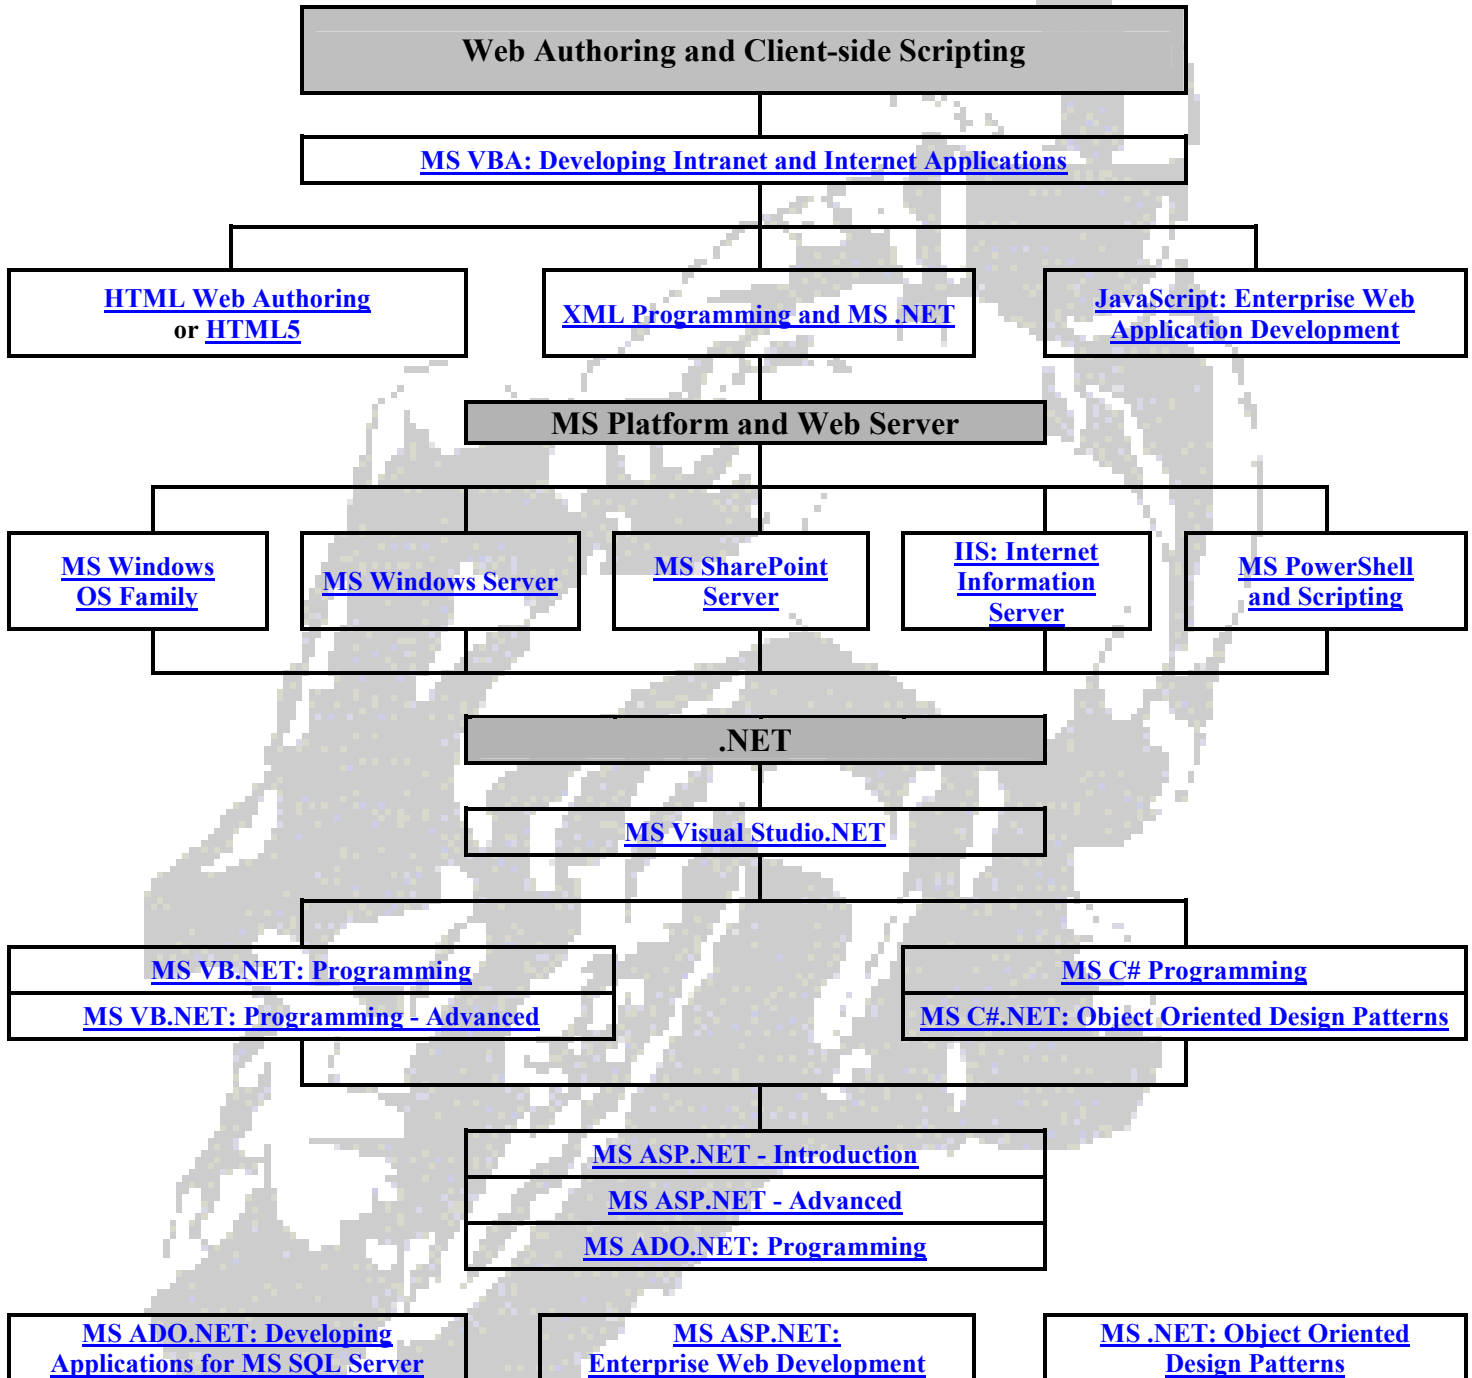 Web Authoring and Client-side Scripting
MS VBA: Developing Intranet and Internet Applications
HTML Web Authoring
or HTML5
XML Programming and MS .NET
JavaScript: Enterprise Web
Application Development
MS Platform and Web Server
MS Windows
OS Family
MS Windows Server
MS SharePoint
Server
IIS: Internet
Information
Server
MS PowerShell
and Scripting
.NET
MS Visual Studio.NET
MS VB.NET: Programming
MS VB.NET: Programming - Advanced
MS C# Programming
MS C#.NET: Object Oriented Design Patterns
MS ASP.NET - Introduction
MS ASP.NET - Advanced
MS ADO.NET: Programming
MS ADO.NET: Developing
Applications for MS SQL Server
MS ASP.NET:
Enterprise Web Development
MS .NET: Object Oriented
Design Patterns